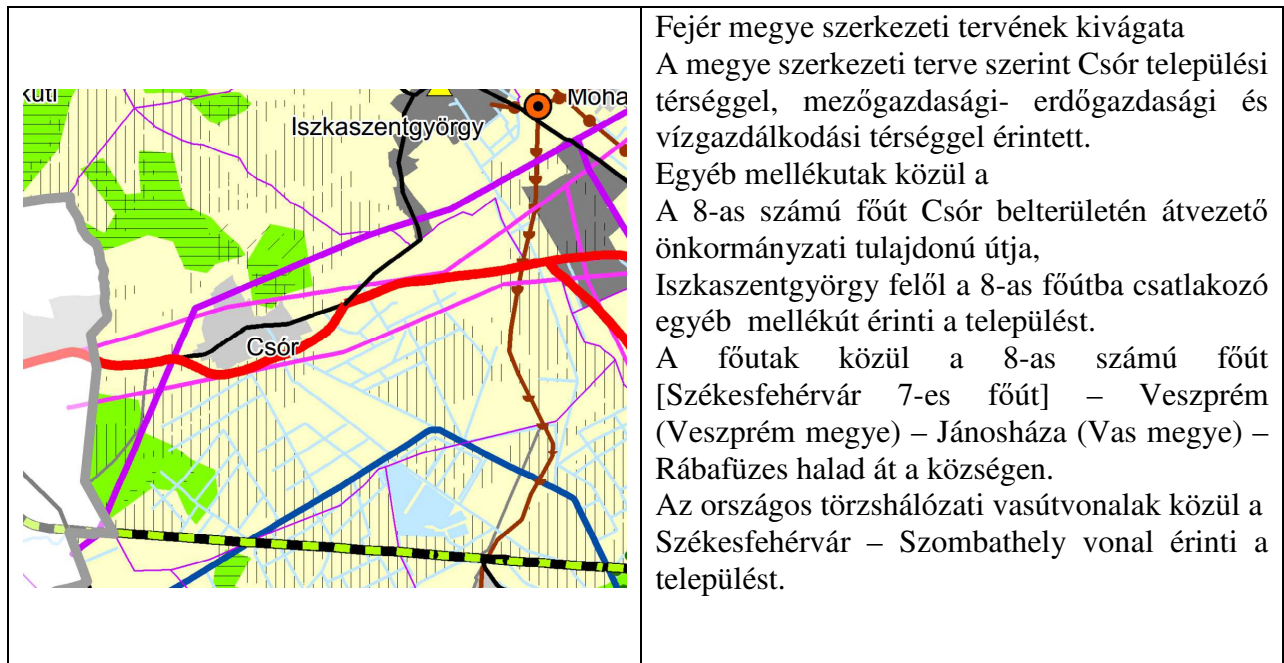 kúti
Moha
Iszkaszentgyörgy
Csór
Fejér megye szerkezeti tervének kivágata
A megye szerkezeti terve szerint Csór települési
térséggel, mezőgazdasági- erdőgazdasági és
vízgazdálkodási térséggel érintett.
Egyéb mellékutak közül a
A 8-as számú főút Csór belterületén átvezető
önkormányzati tulajdonú útja,
Iszkaszentgyörgy felől a 8-as főútba csatlakozó
egyéb mellékút érinti a települést.
A főutak közül a 8-as számú főút
[Székesfehérvár 7-es főút] – Veszprém
(Veszprém megye) – Jánosháza (Vas megye) –
Rábafüzes halad át a községen.
Az országos törzshálózati vasútvonalak közül a
Székesfehérvár – Szombathely vonal érinti a
települést.